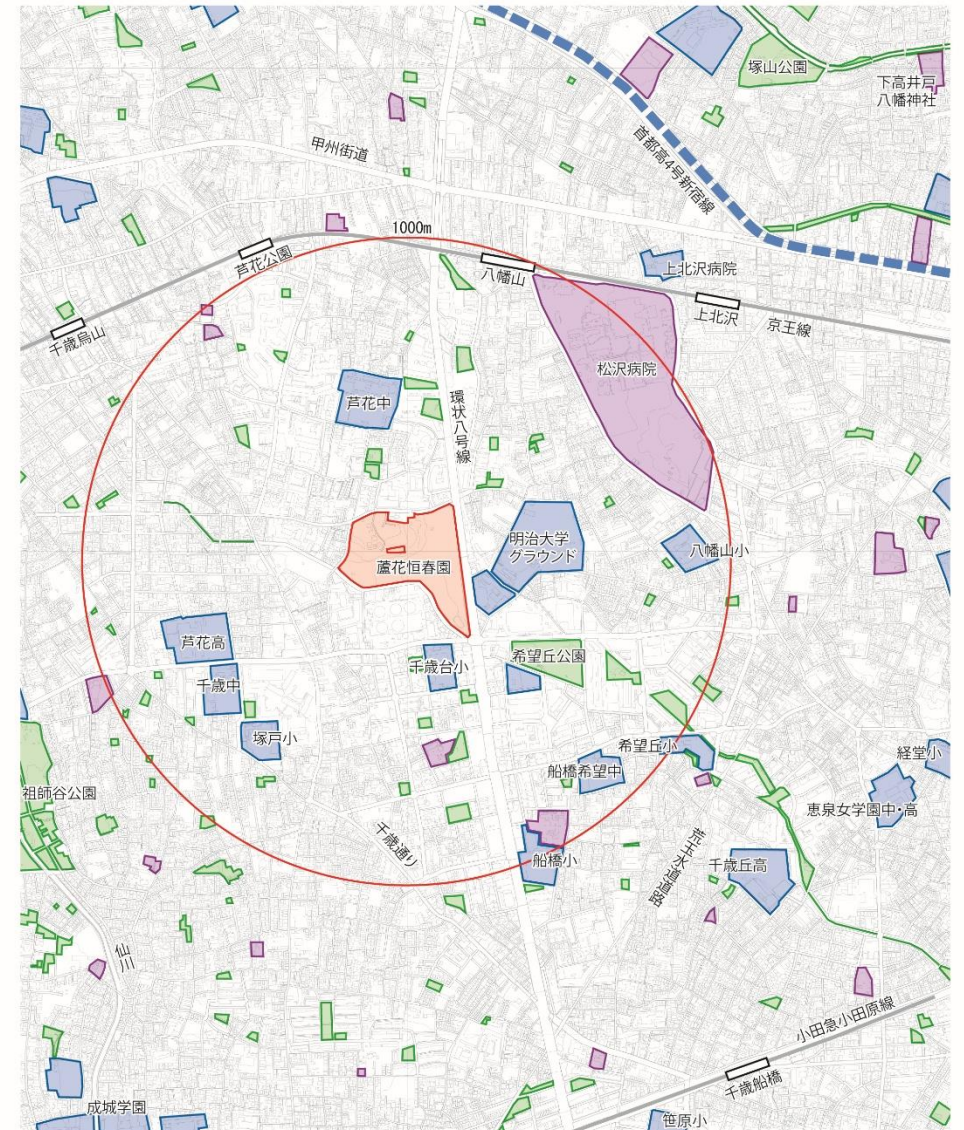 塚山公園
下高井戸
八幡神社
甲州街道
首都高4号新宿線
1000m
芦花公園
八幡山
上北沢病院
上北沢
京王線
千歳烏山
松沢病院
芦花中
環状八号線
明治大学
グラウンド
八幡山小
蘆花恒春園
芦花高
千歳台小
希望丘公園
千歳中
塚戸小
希望丘小
船橋希望中
経堂小
祖師谷公園
恵泉女学園中・高
千歳通り
船橋小
荒玉水道道路
千歳丘高
仙川
小田急小田原線
千歳船橋
成城学園
笹原小